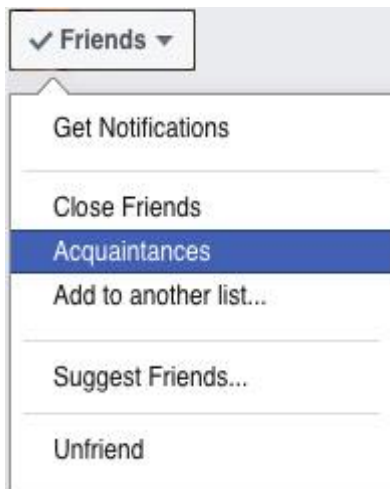 Friends
Get Notifications
Close Friends
Acquaintances
Add to another list...
Suggest Friends...
Unfriend